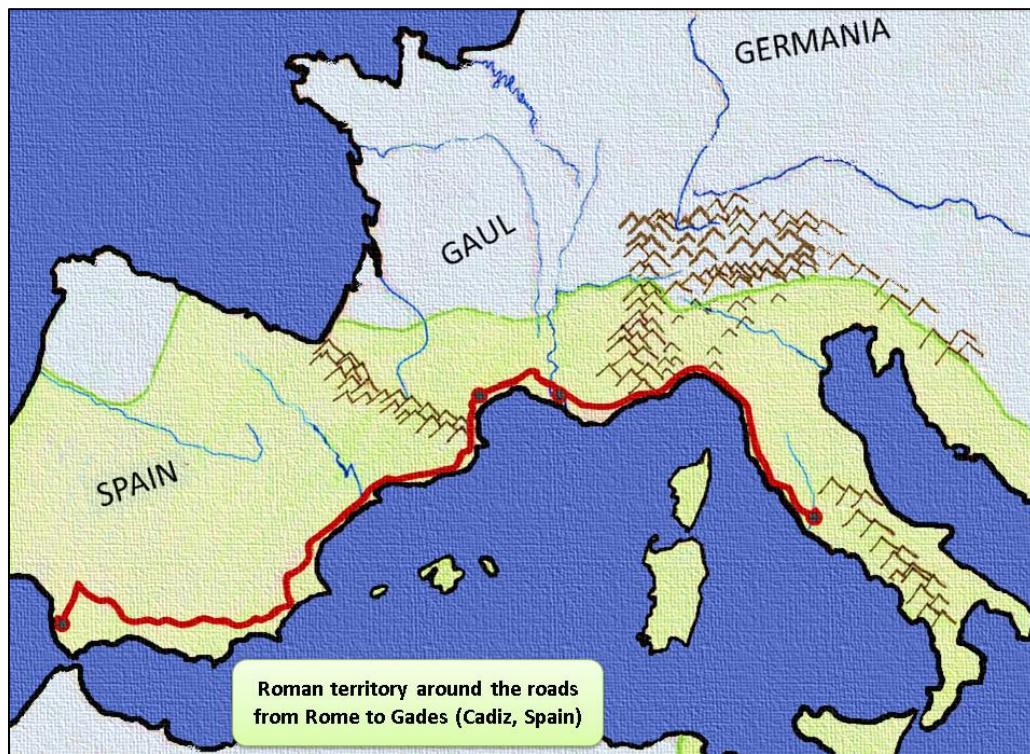 GERMANIA
GAUL
SPAIN
Roman territory around the roads
from Rome to Gades (Cadiz, Spain)